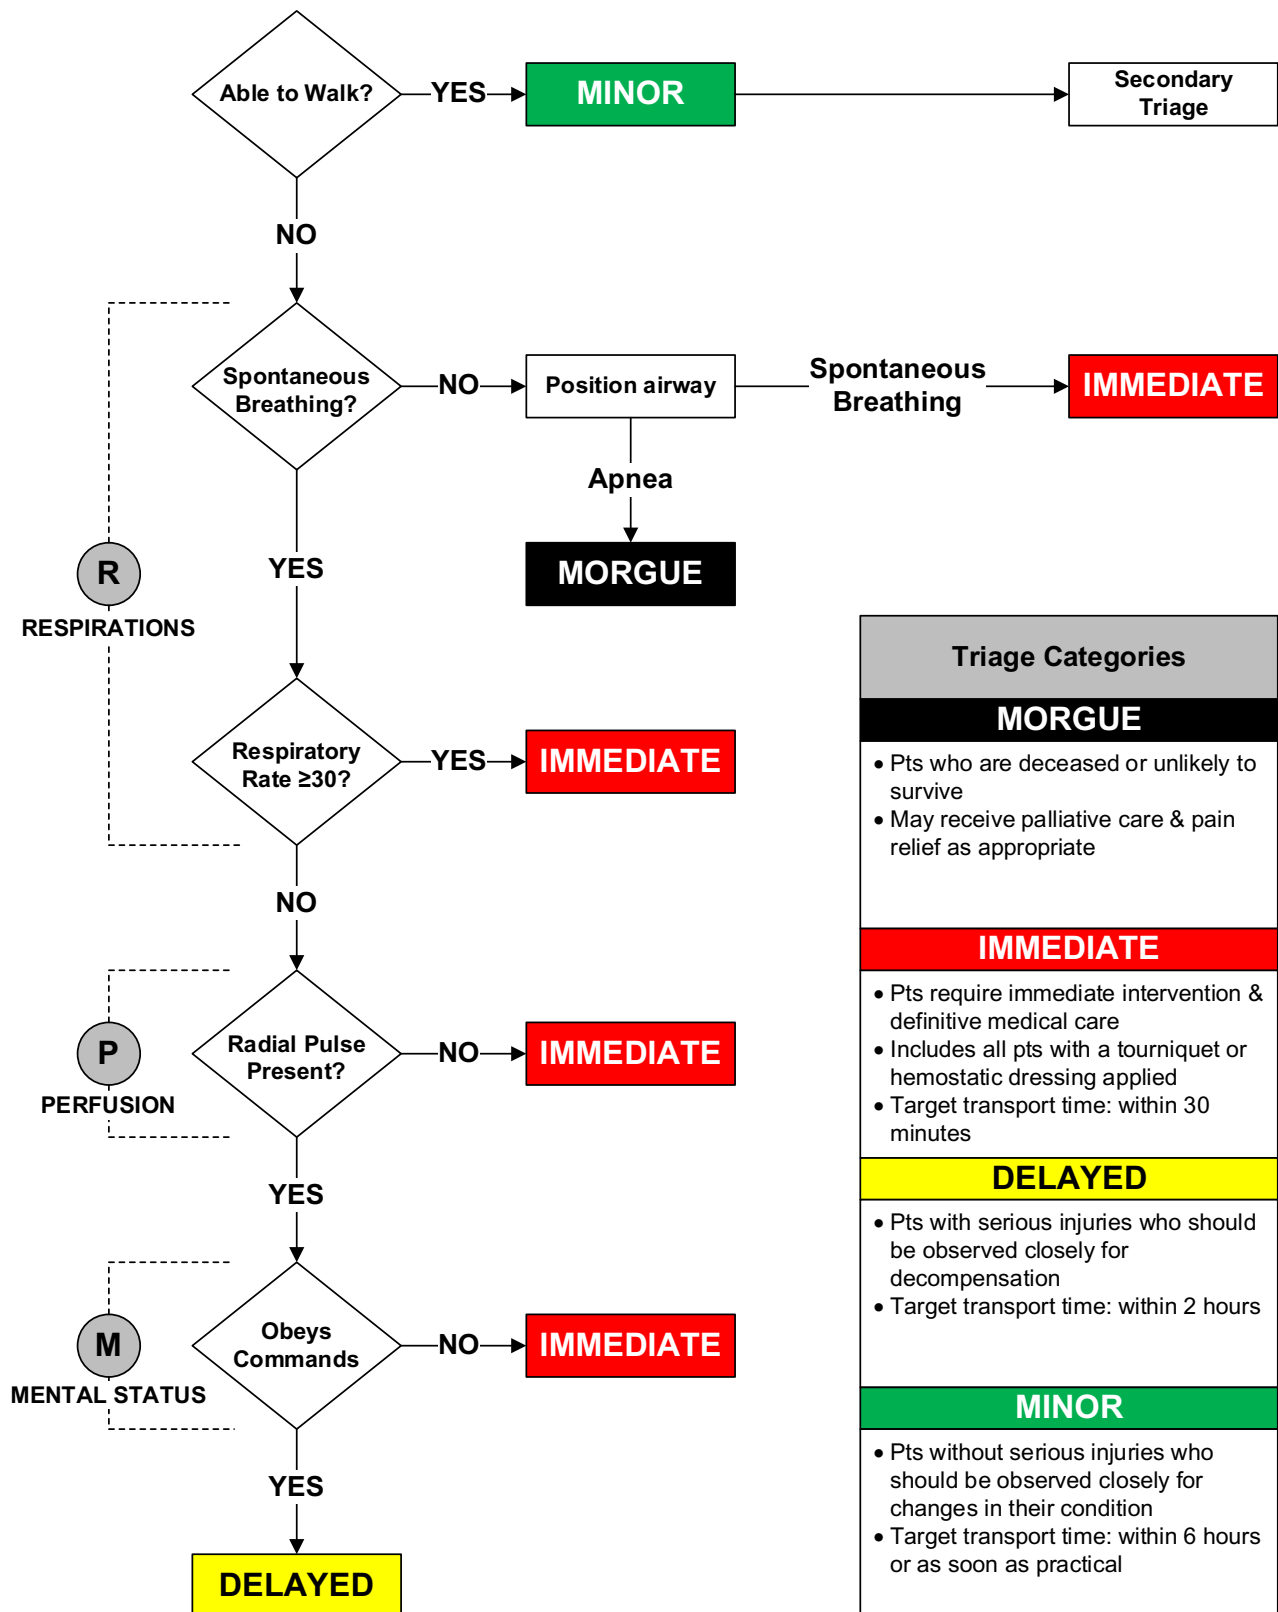 Able to Walk?
YES
MINOR
Secondary
Triage
NO
Spontaneous
Breathing?
NO
Position airway
Spontaneous
Breathing
IMMEDIATE
Apnea
MORGUE
R
RESPIRATIONS
YES
Respiratory
Rate ≥30?
YES
IMMEDIATE
NO
P
PERFUSION
Radial Pulse
Present?
NO
IMMEDIATE
YES
M
MENTAL STATUS
Obeys
Commands
NO
IMMEDIATE
YES
DELAYED
Triage Categories
MORGUE
• Pts who are deceased or unlikely to
survive
• May receive palliative care & pain
relief as appropriate
IMMEDIATE
• Pts require immediate intervention &
definitive medical care
• Includes all pts with a tourniquet or
hemostatic dressing applied
• Target transport time: within 30
minutes
DELAYED
• Pts with serious injuries who should
be observed closely for
decompensation
• Target transport time: within 2 hours
MINOR
• Pts without serious injuries who
should be observed closely for
changes in their condition
• Target transport time: within 6 hours
or as soon as practical